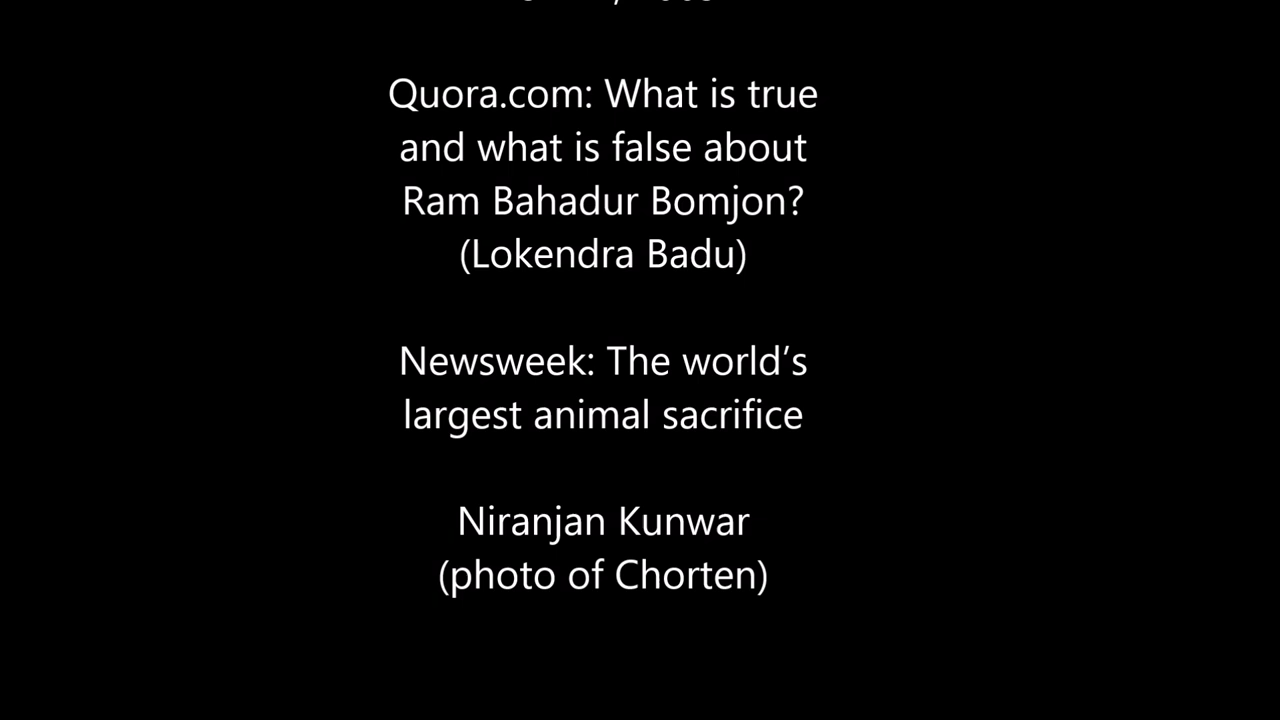 Quora.com: What is true
and what is false about
Ram Bahadur Bomjon?
(Lokendra Badu)
Newsweek: The world’s
largest animal sacrifice
Niranjan Kunwar
(photo of Chorten)